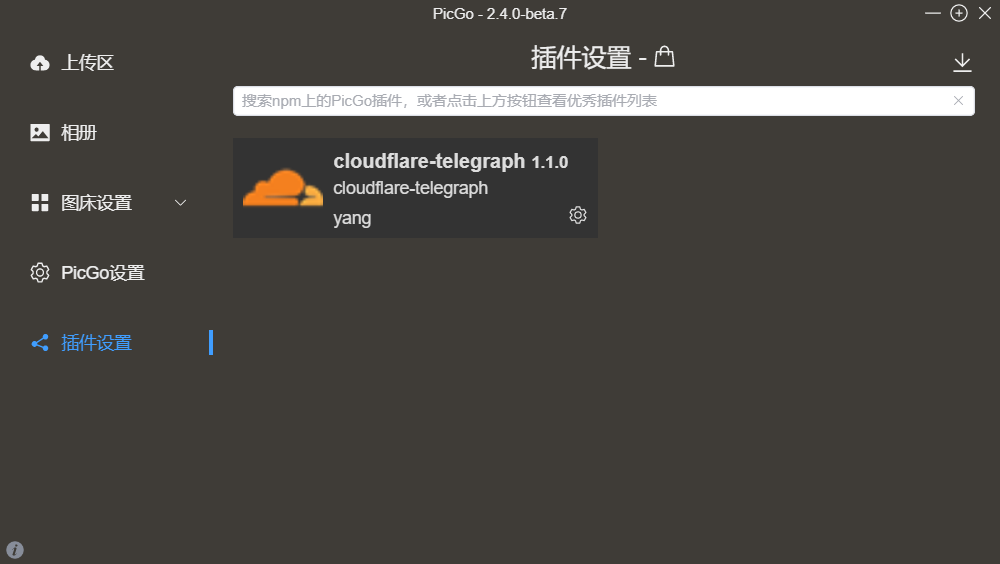 PicGo - 2.4.0-beta.7
上传区
相册
图床设置
PicGo设置
插件设置
插件设置 -
搜索npm上的PicGo插件，或者点击上方按钮查看优秀插件列表
cloudflare-telegraph 1.1.0
cloudflare-telegraph
yang